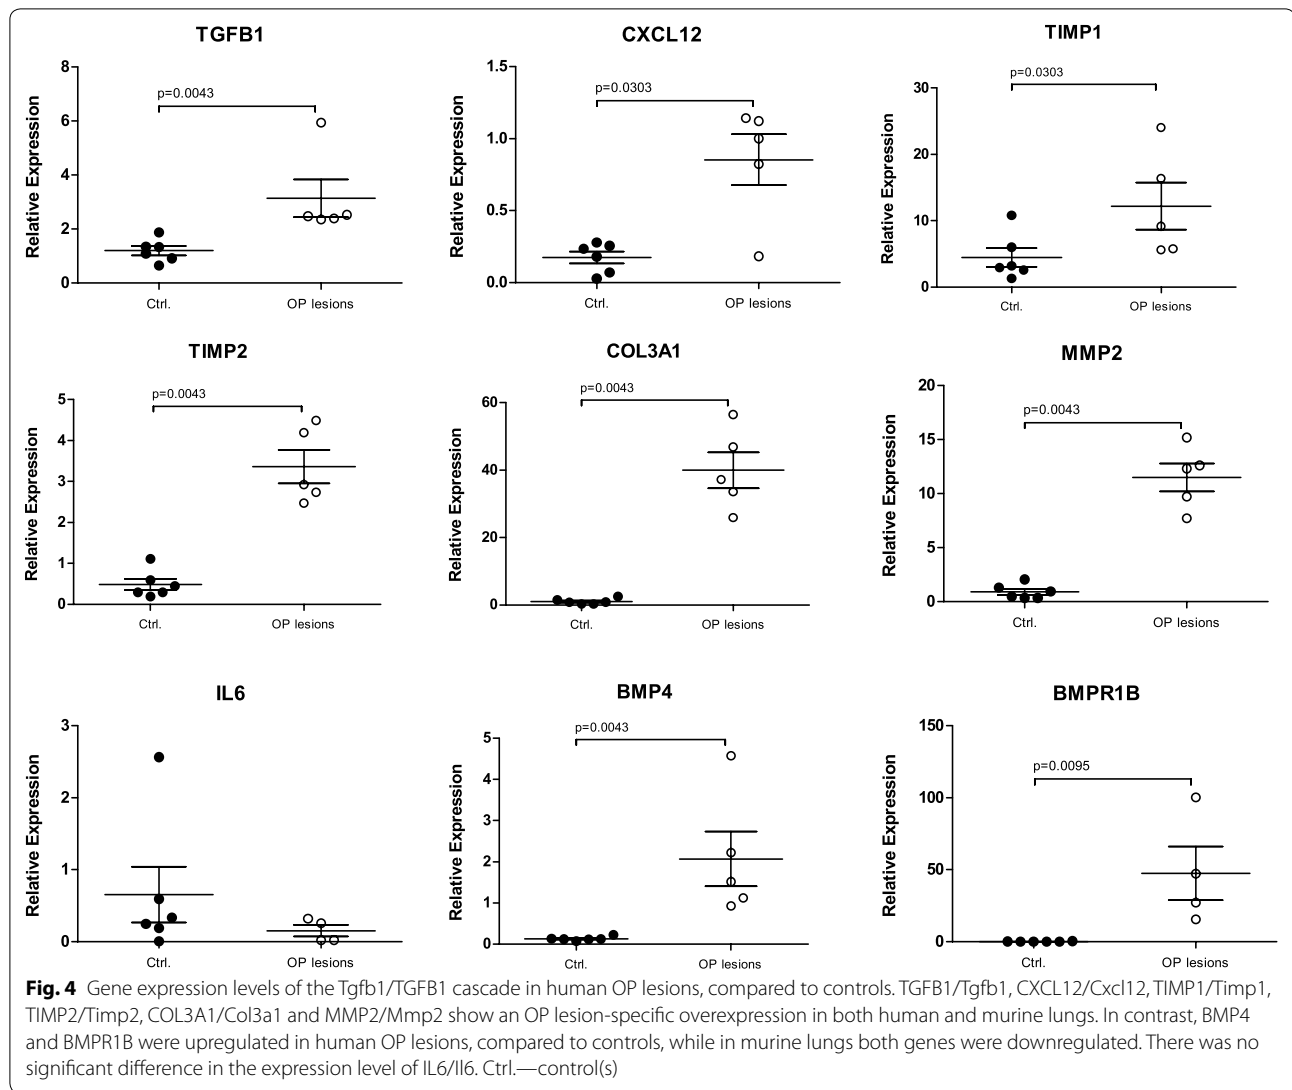 TGFB1
Relative Expression
8
6
4
2
0
p=0.0043
Ctrl.
OP lesions
CXCL12
Relative Expression
1.5
1.0
0.5
0.0
p=0.0303
Ctrl.
OP lesions
TIMP1
Relative Expression
30
20
10
0
p=0.0303
Ctrl.
OP lesions
TIMP2
Relative Expression
5
4
3
2
1
0
p=0.0043
Ctrl.
OP lesions
COL3A1
Relative Expression
60
40
20
0
p=0.0043
Ctrl.
OP lesions
MMP2
Relative Expression
20
15
10
5
0
p=0.0043
Ctrl.
OP lesions
IL6
Relative Expression
3
2
1
0
Ctrl.
OP lesions
BMP4
Relative Expression
5
4
3
2
1
0
p=0.0043
Ctrl.
OP lesions
BMPR1B
Relative Expression
150
100
50
0
p=0.0095
Ctrl.
OP lesions
Fig. 4 Gene expression levels of the Tgfb1/TGFB1 cascade in human OP lesions, compared to controls. TGFB1/Tgfb1, CXCL12/Cxcl12, TIMP1/Timp1,
TIMP2/Timp2, COL3A1/Col3a1 and MMP2/Mmp2 show an OP lesion-specific overexpression in both human and murine lungs. In contrast, BMP4
and BMPR1B were upregulated in human OP lesions, compared to controls, while in murine lungs both genes were downregulated. There was no
significant difference in the expression level of IL6/Il6. Ctrl.—control(s)